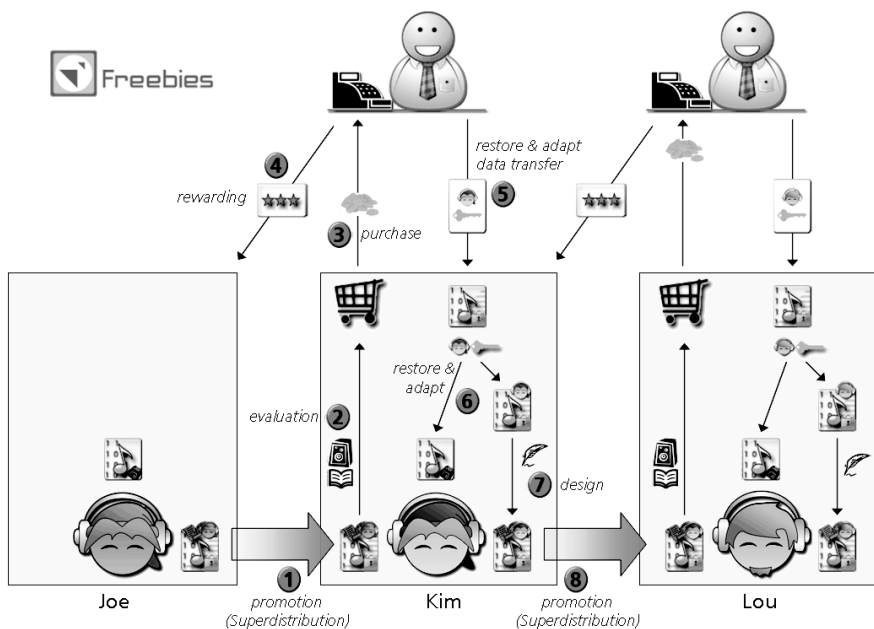 Freebies
restore & adapt
data transfer
4
5
rewarding
3 purchase
restore &
adapt
6
evaluation 2
7 design
1
8
promotion
(Superdistribution)
promotion
(Superdistribution)
Joe
Kim
Lou